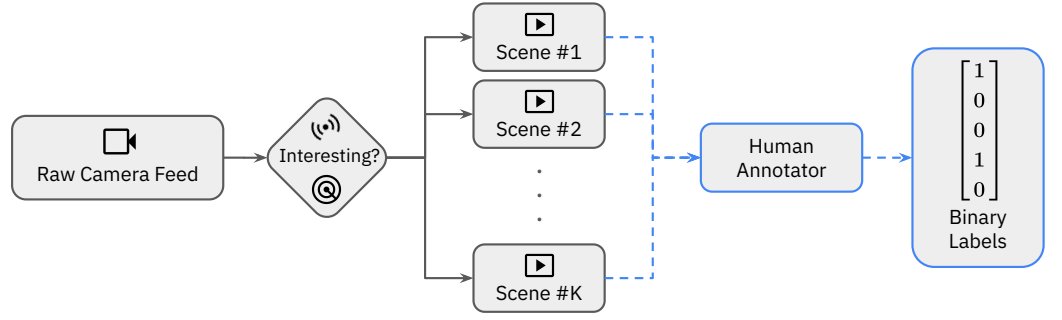 Raw Camera Feed
Interesting?
Scene #1
Scene #2
Scene #K
Human
Annotator
1
0
0
1
0
Binary
Labels